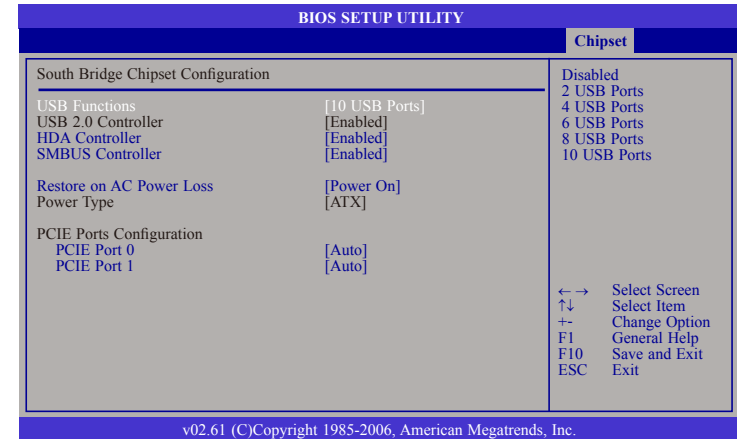 BIOS SETUP UTILITY
Chipset
South Bridge Chipset Configuration
USB Functions [10 USB Ports]
USB 2.0 Controller [Enabled]
HDA Controller [Enabled]
SMBUS Controller [Enabled]
Restore on AC Power Loss [Power On]
Power Type [ATX]
PCIE Ports Configuration
PCIE Port 0 [Auto]
PCIE Port 1 [Auto]
Disabled
2 USB Ports
4 USB Ports
6 USB Ports
8 USB Ports
10 USB Ports
←→ Select Screen
↑↓ Select Item
+- Change Option
F1 General Help
F10 Save and Exit
ESC Exit
v02.61 (C)Copyright 1985-2006, American Megatrends, Inc.